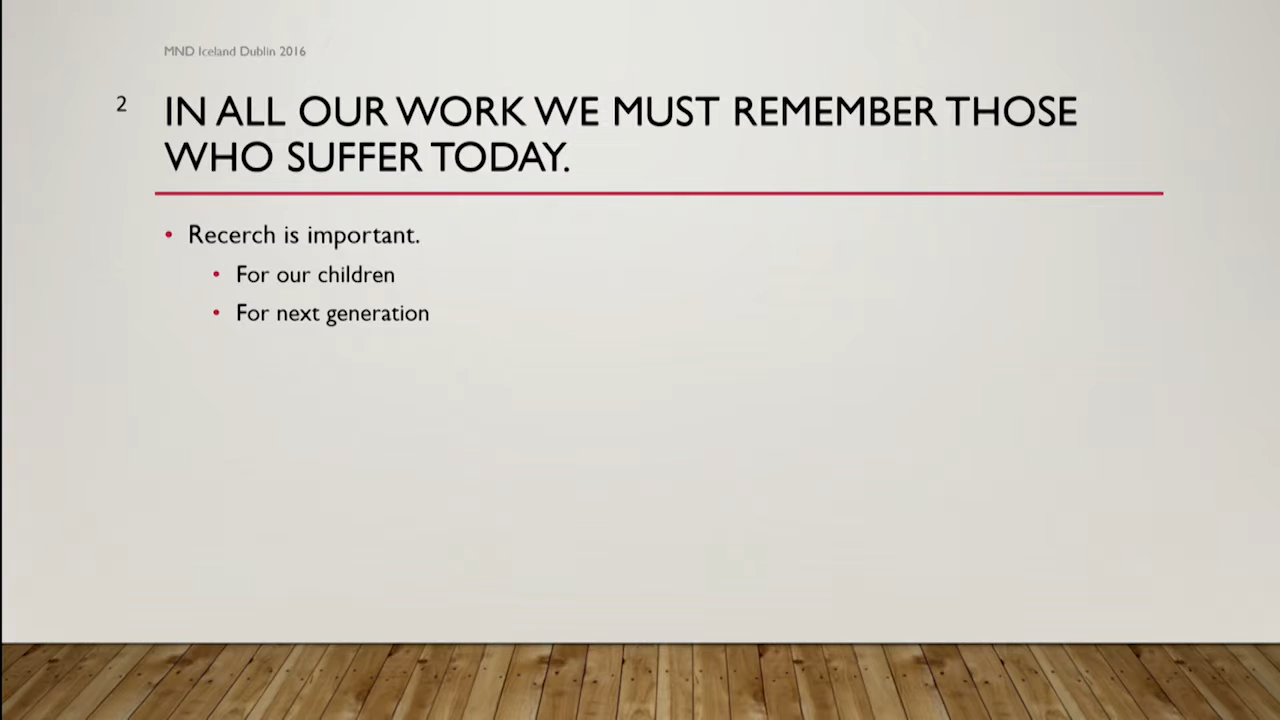 MND Iceland Dublin 2016
2
IN ALL OUR WORK WE MUST REMEMBER THOSE
WHO SUFFER TODAY.
• Recerch is important.
• For our children
• For next generation